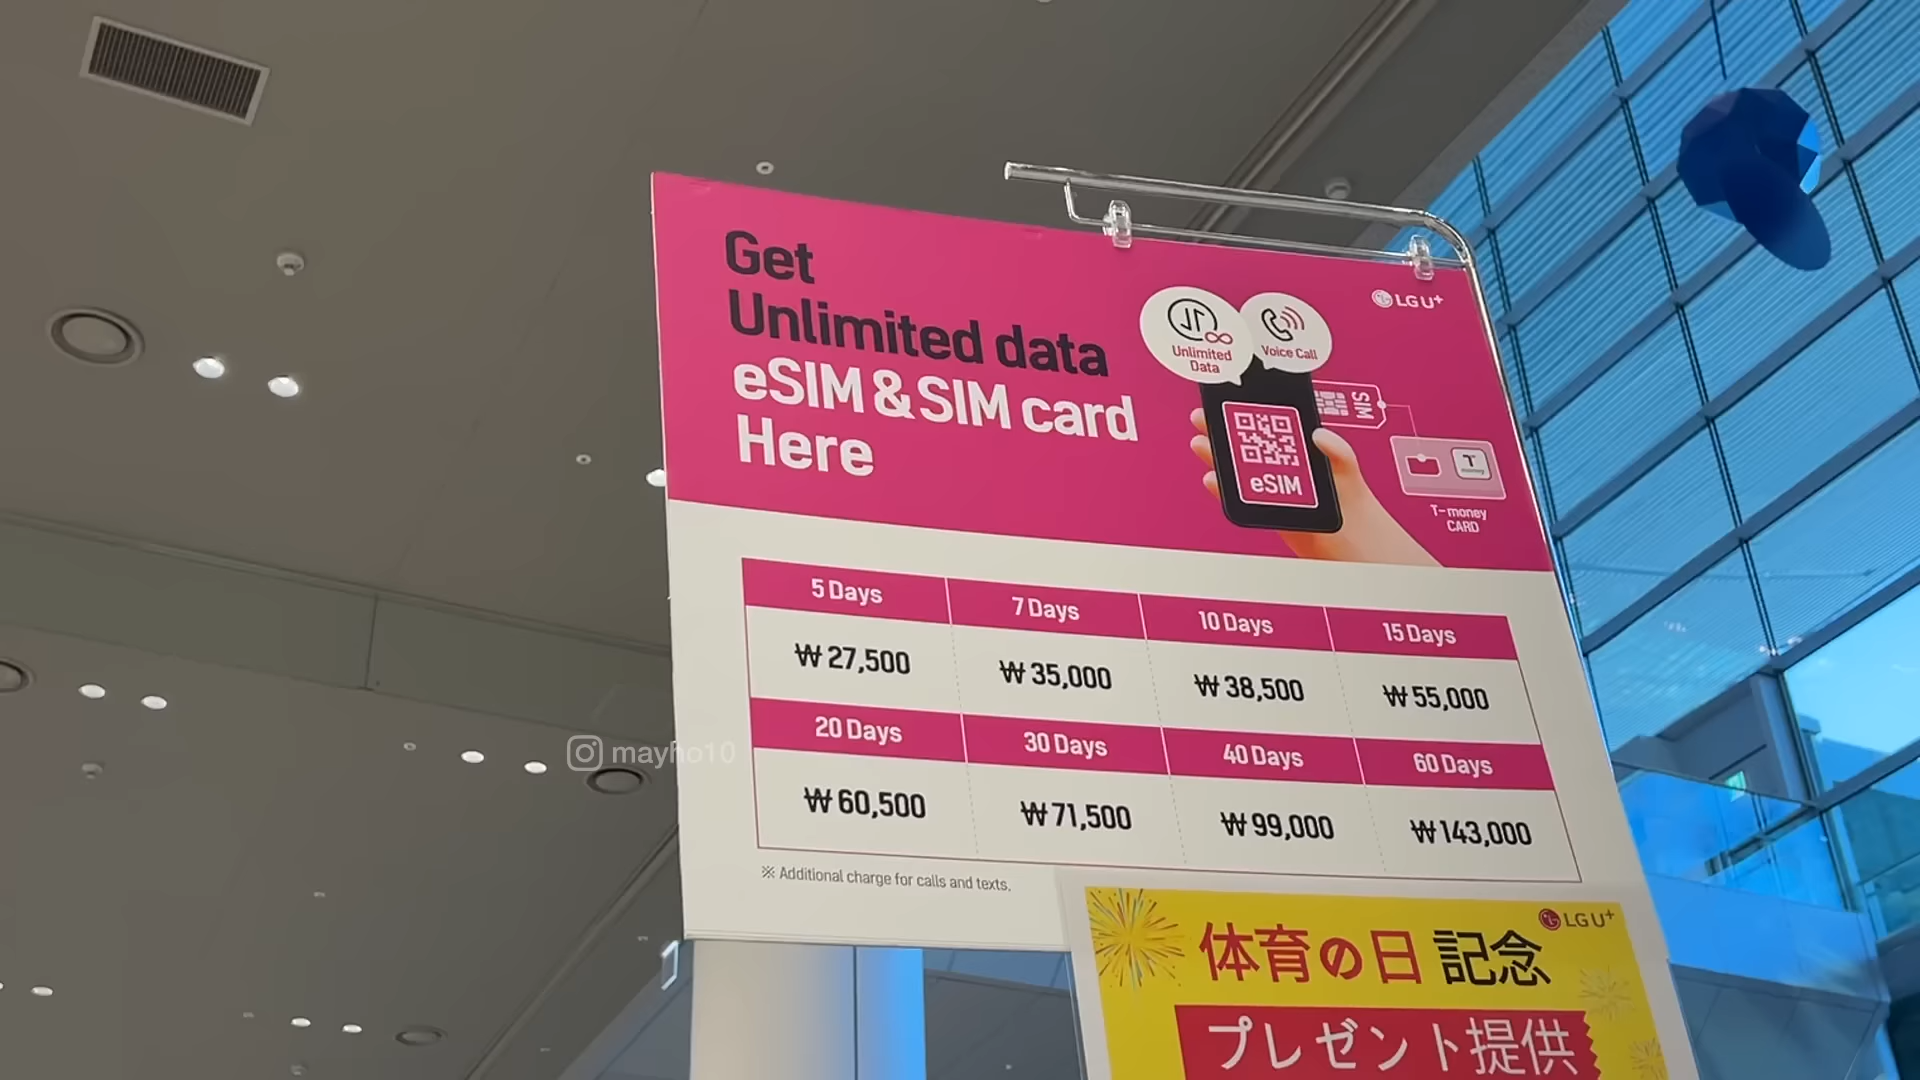 Get
Unlimited data
eSIM & SIM card
Here
Unlimited
Data
Voice Call
LG U+
SIM
eSIM
T
money
T-money
CARD
5 Days
7 Days
10 Days
15 Days
₩ 27,500
₩ 35,000
₩ 38,500
₩ 55,000
20 Days
30 Days
40 Days
60 Days
₩ 60,500
₩ 71,500
₩ 99,000
₩ 143,000
※ Additional charge for calls and texts.
mayho10
LG U+
体育の日 記念
プレゼント提供